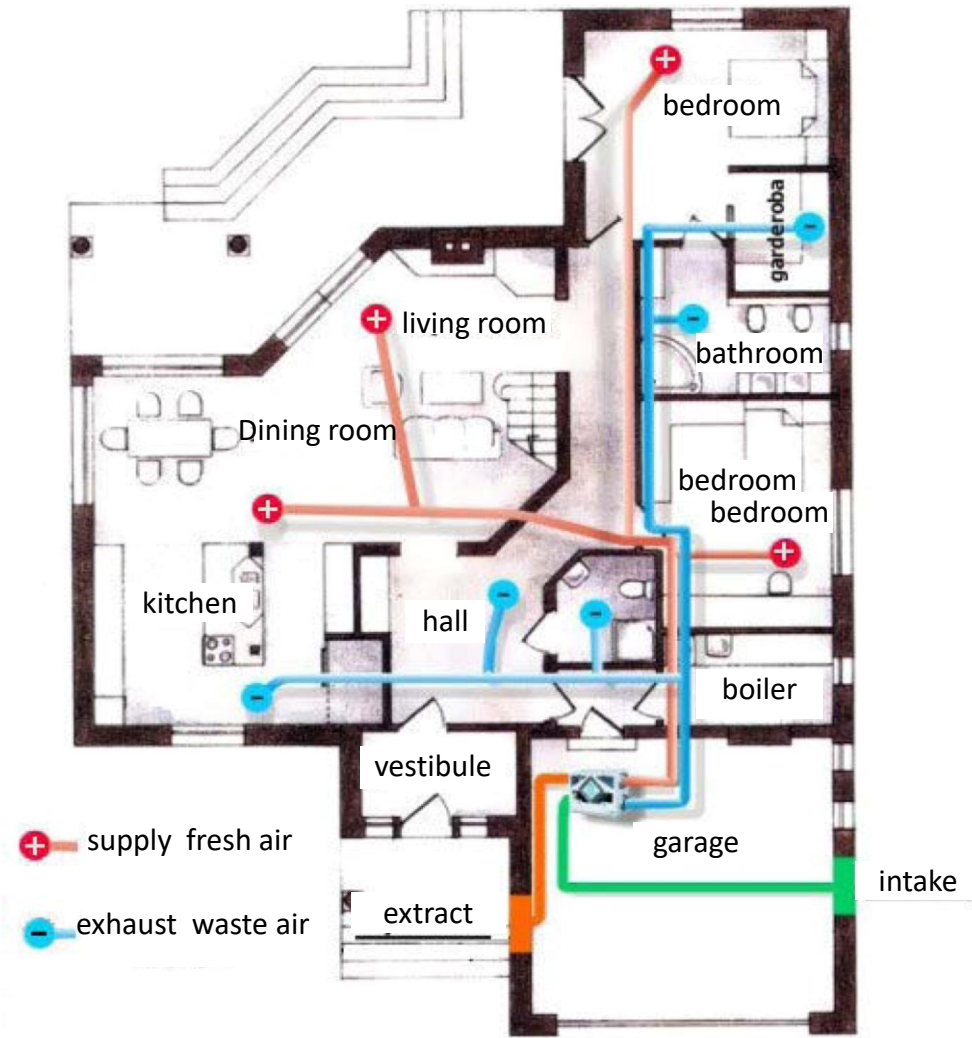 bedroom
garderoba
living room
bathroom
Dining room
bedroom
bedroom
kitchen
hall
boiler
vestibule
supply fresh air
garage
intake
extract
exhaust waste air